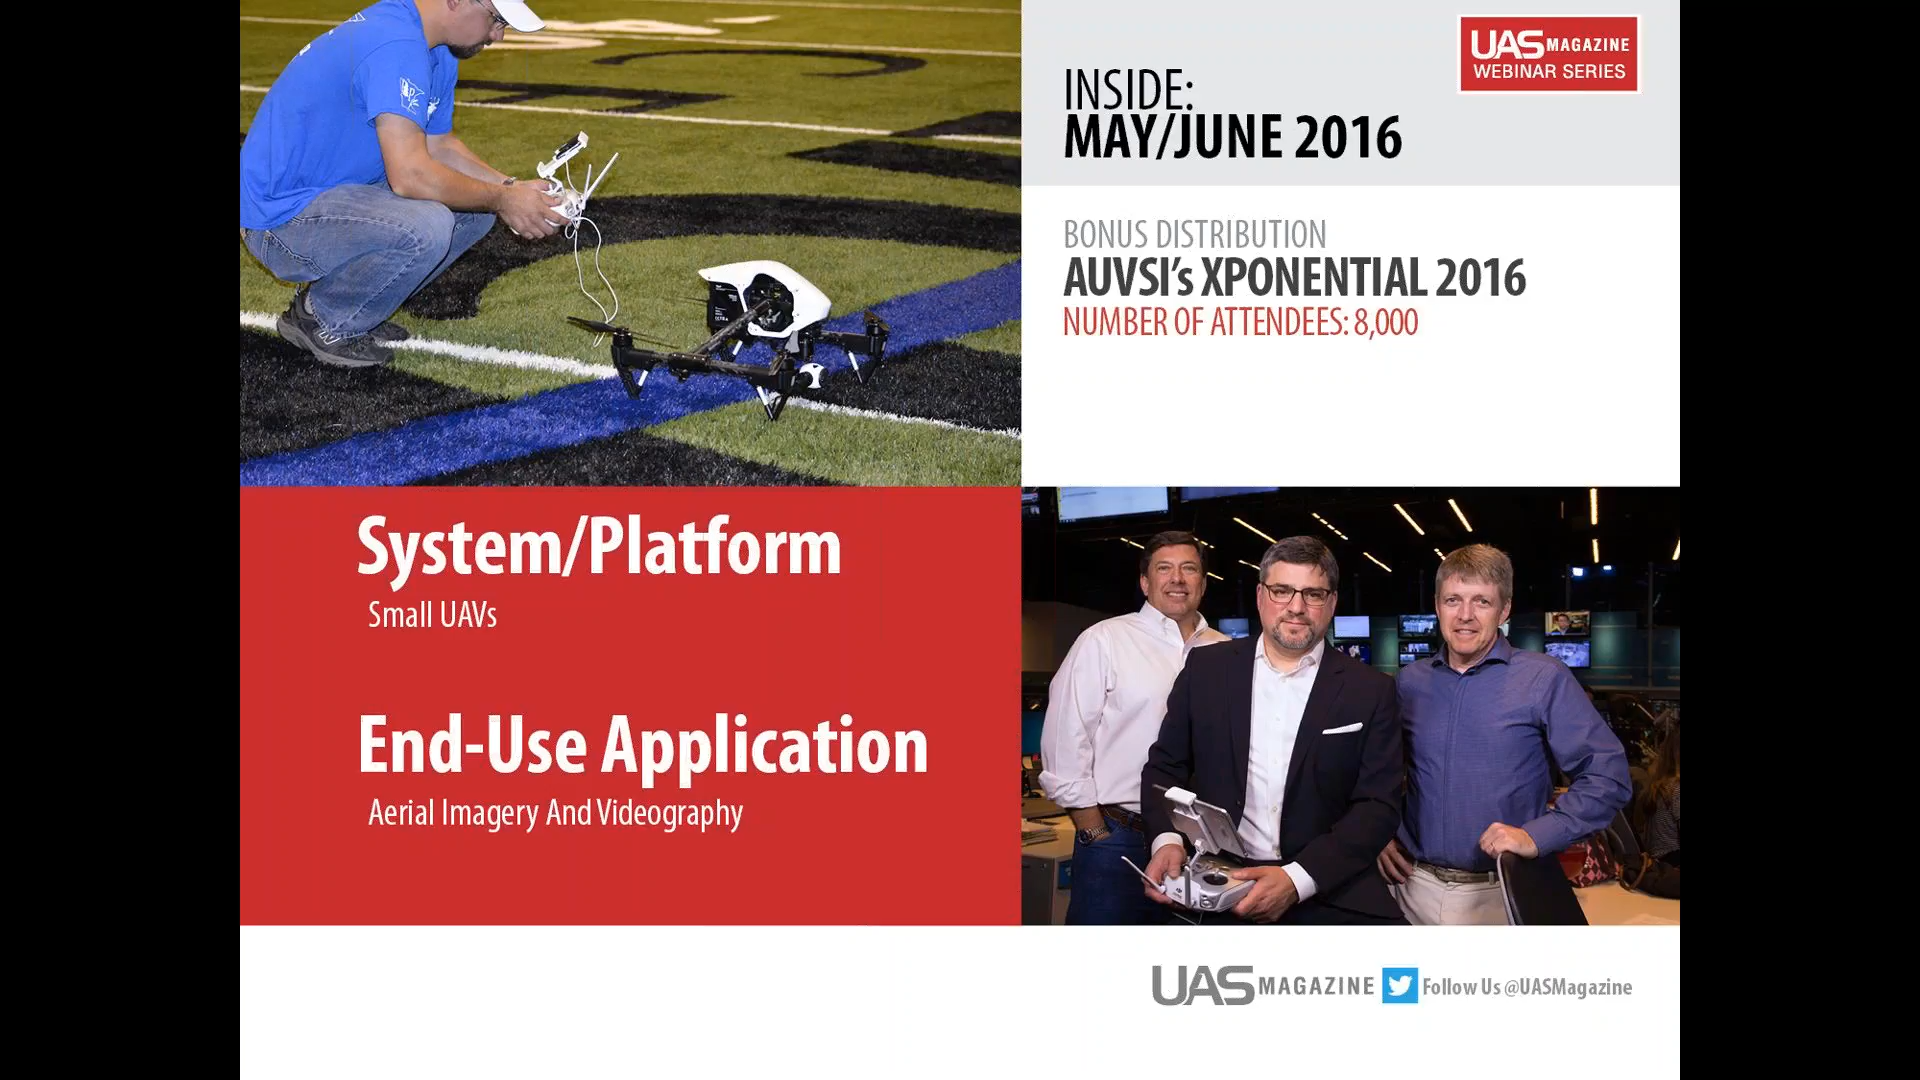 UAS MAGAZINE
WEBINAR SERIES
INSIDE:
MAY/JUNE 2016
BONUS DISTRIBUTION
AUVSI's XPONENTIAL 2016
NUMBER OF ATTENDEES: 8,000
System/Platform
Small UAVs
End-Use Application
Aerial Imagery And Videography
UAS MAGAZINE Follow Us @UASMagazine